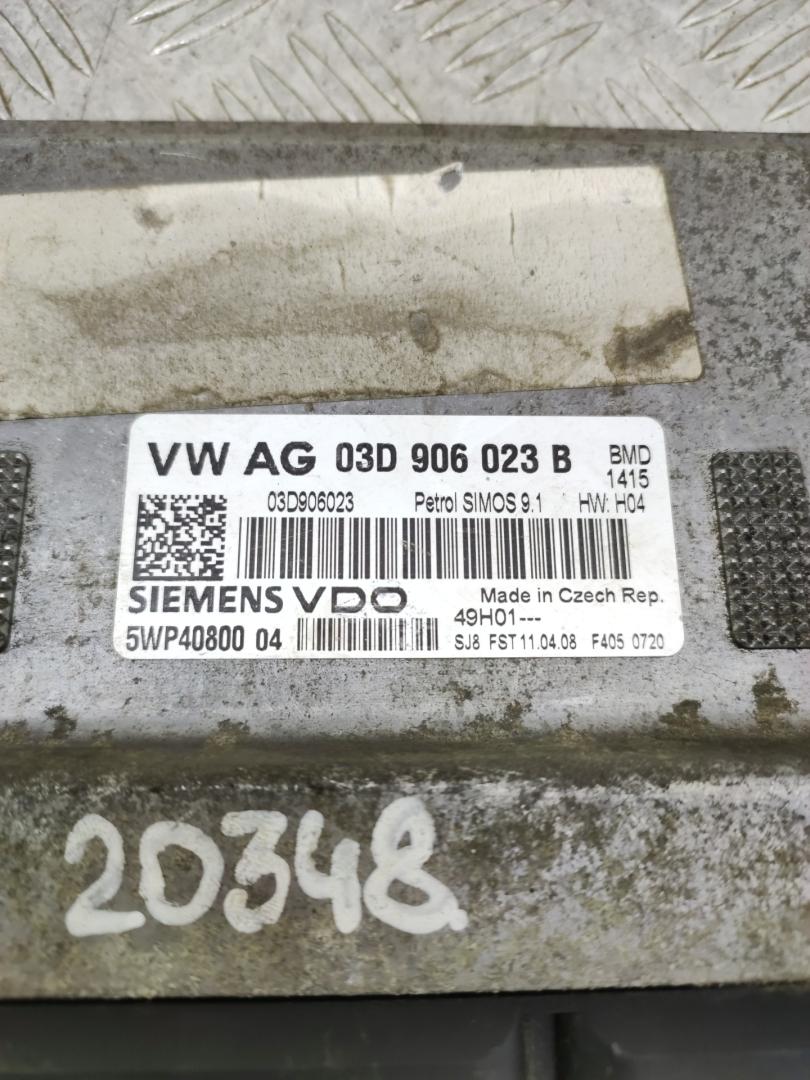 VW AG 03D 906 023 B BMD
1415
03D906023 Petrol SIMOS 9.1 HW: H04
SIEMENS VDO Made in Czech Rep.
49H01---
5WP40800 04 SJ8 FST 11.04.08 F405 0720
20348